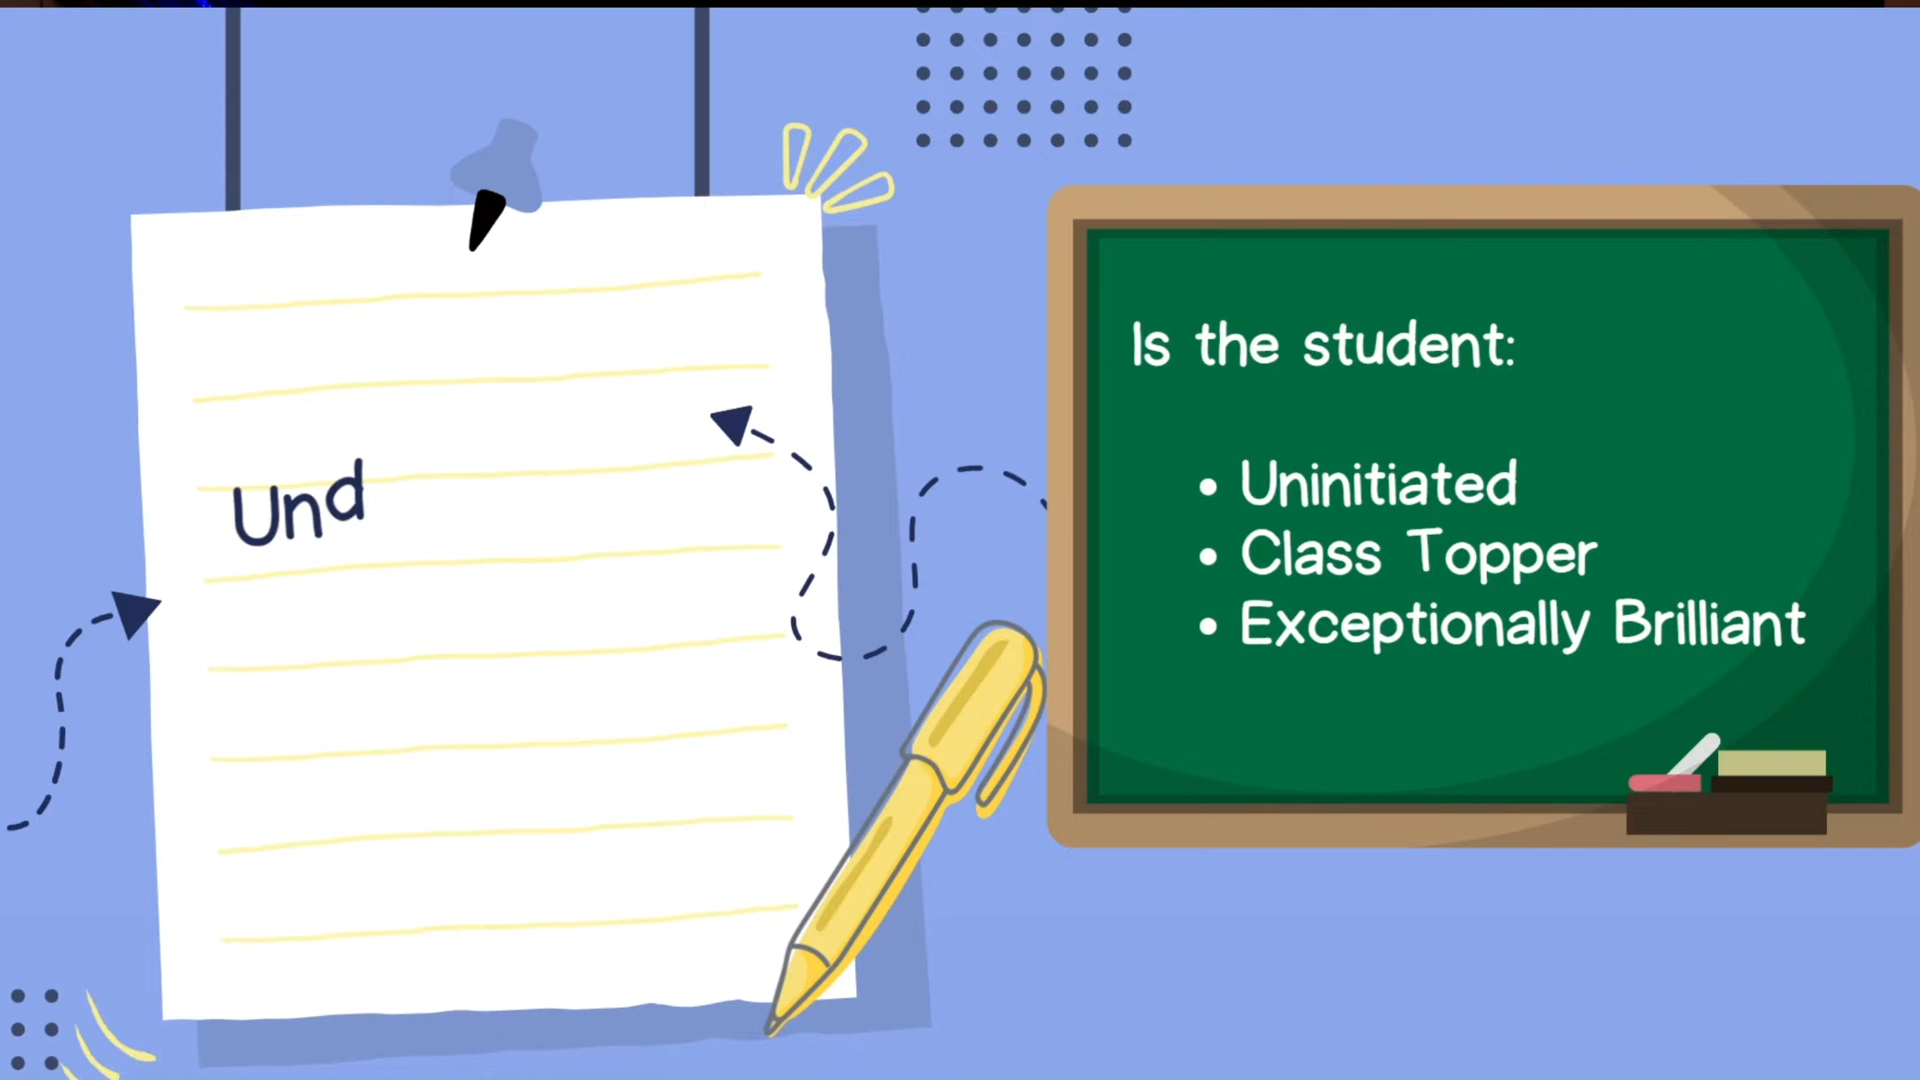 Und
Is the student:
• Uninitiated
• Class Topper
• Exceptionally Brilliant